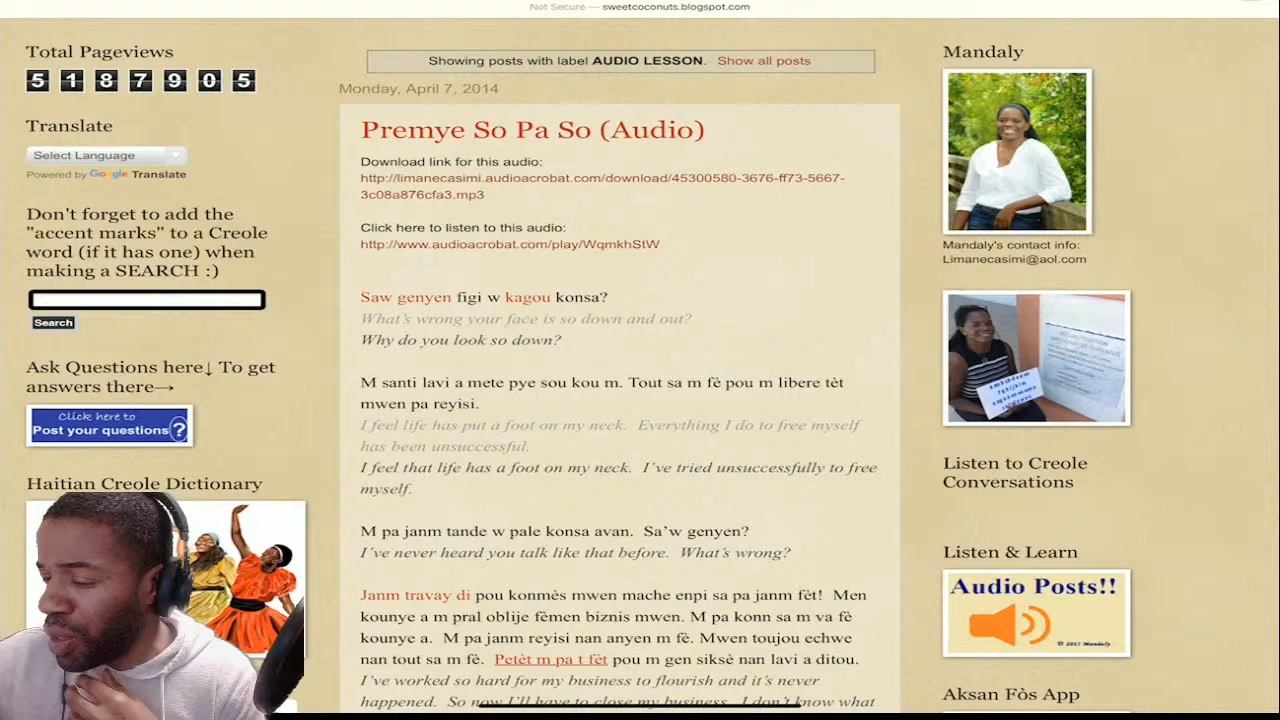 Not Secure — sweetcoconuts.blogspot.com
Total Pageviews
5187905
Translate
Select Language
Powered by Google Translate
Don't forget to add the
"accent marks" to a Creole
word (if it has one) when
making a SEARCH :)
Search
Ask Questions here↓ To get
answers there→
Click here to
Post your questions ?
Haitian Creole Dictionary
Showing posts with label AUDIO LESSON. Show all posts
Monday, April 7, 2014
Premye So Pa So (Audio)
Download link for this audio:
http://limanecasimi.audioacrobat.com/download/45300580-3676-ff73-5667-
3c08a876cfa3.mp3
Click here to listen to this audio:
http://www.audioacrobat.com/play/WqmkhStW
Saw genyen figi w kagou konsa?
What's wrong your face is so down and out?
Why do you look so down?
M santi lavi a mete pye sou kou m. Tout sa m fè pou m libere tèt
mwen pa reyisi.
I feel life has put a foot on my neck. Everything I do to free myself
has been unsuccessful.
I feel that life has a foot on my neck. I've tried unsuccessfully to free
myself.
M pa janm tande w pale konsa avan. Sa'w genyen?
I've never heard you talk like that before. What's wrong?
Janm travay di pou konmès mwen mache enpi sa pa janm fèt! Men
kounye a m pral oblije fèmen biznis mwen. M pa konn sa m va fè
kounye a. M pa janm reyisi nan anyen m fè. Mwen toujou echwe
nan tout sa m fè. Petèt m pa t fèt pou m gen siksè nan lavi a ditou.
I've worked so hard for my business to flourish and it's never
happened. So now I'll have to close my business. I don't know what
Mandaly
Mandaly's contact info:
Limanecasimi@aol.com
Listen to Creole
Conversations
Listen & Learn
Audio Posts!!
Aksan Fòs App